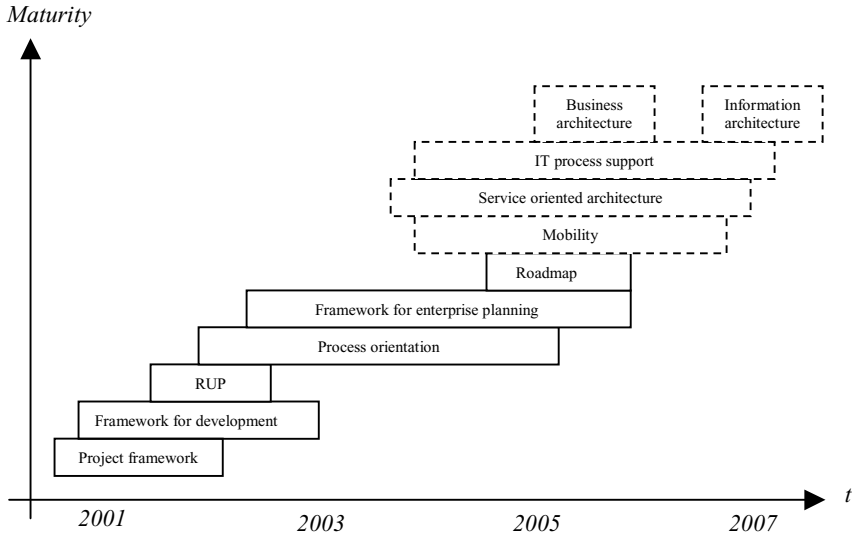 Maturity
Business
architecture
Information
architecture
IT process support
Service oriented architecture
Mobility
Roadmap
Framework for enterprise planning
Process orientation
RUP
Framework for development
Project framework
t
2001
2003
2005
2007